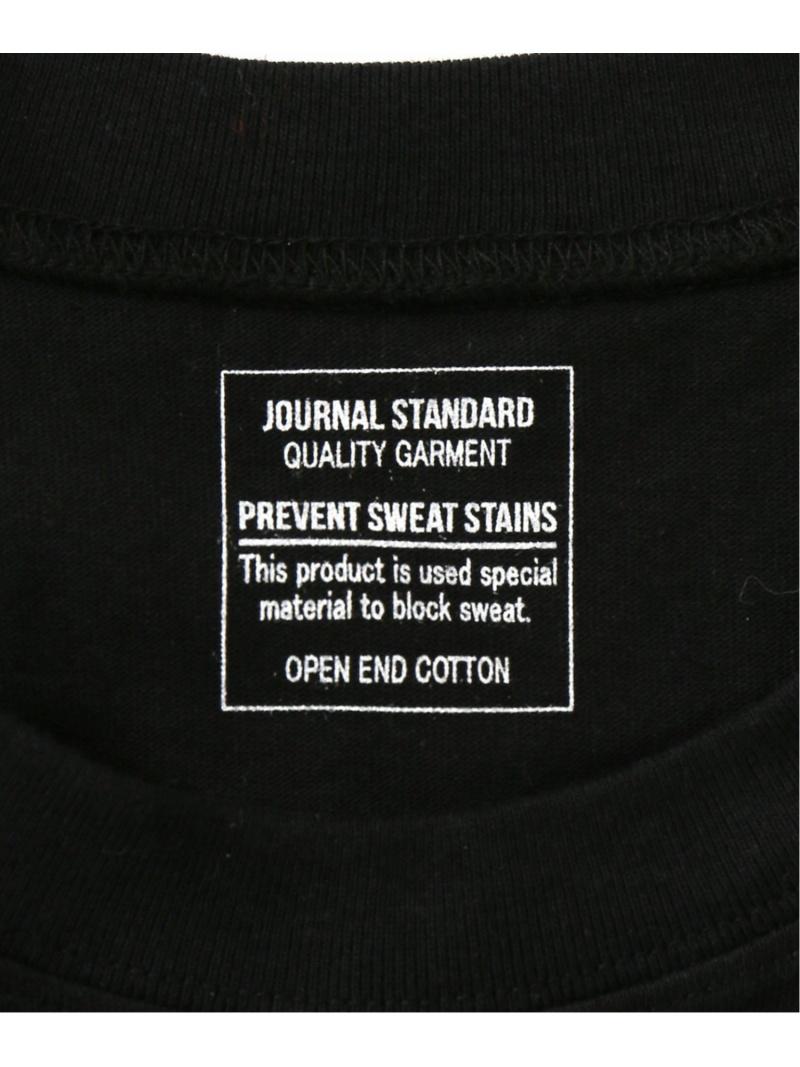 JOURNAL STANDARD
QUALITY GARMENT
PREVENT SWEAT STAINS
This product is used special
material to block sweat.
OPEN END COTTON